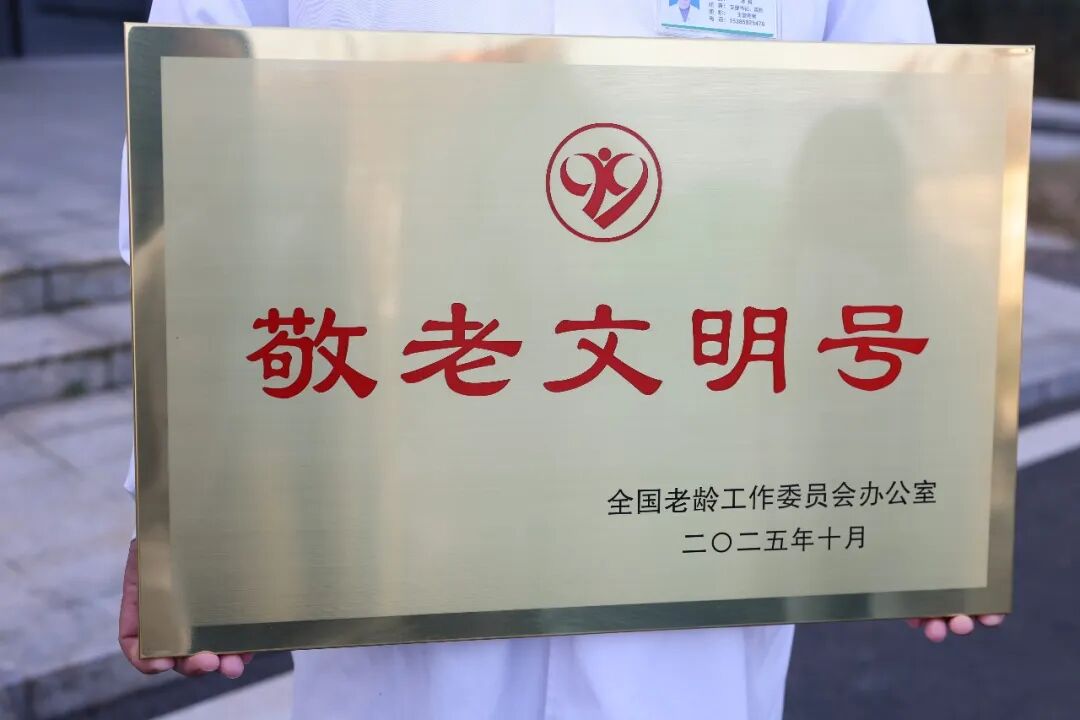 敬老文明号
全国老龄工作委员会办公室
二〇二五年十月